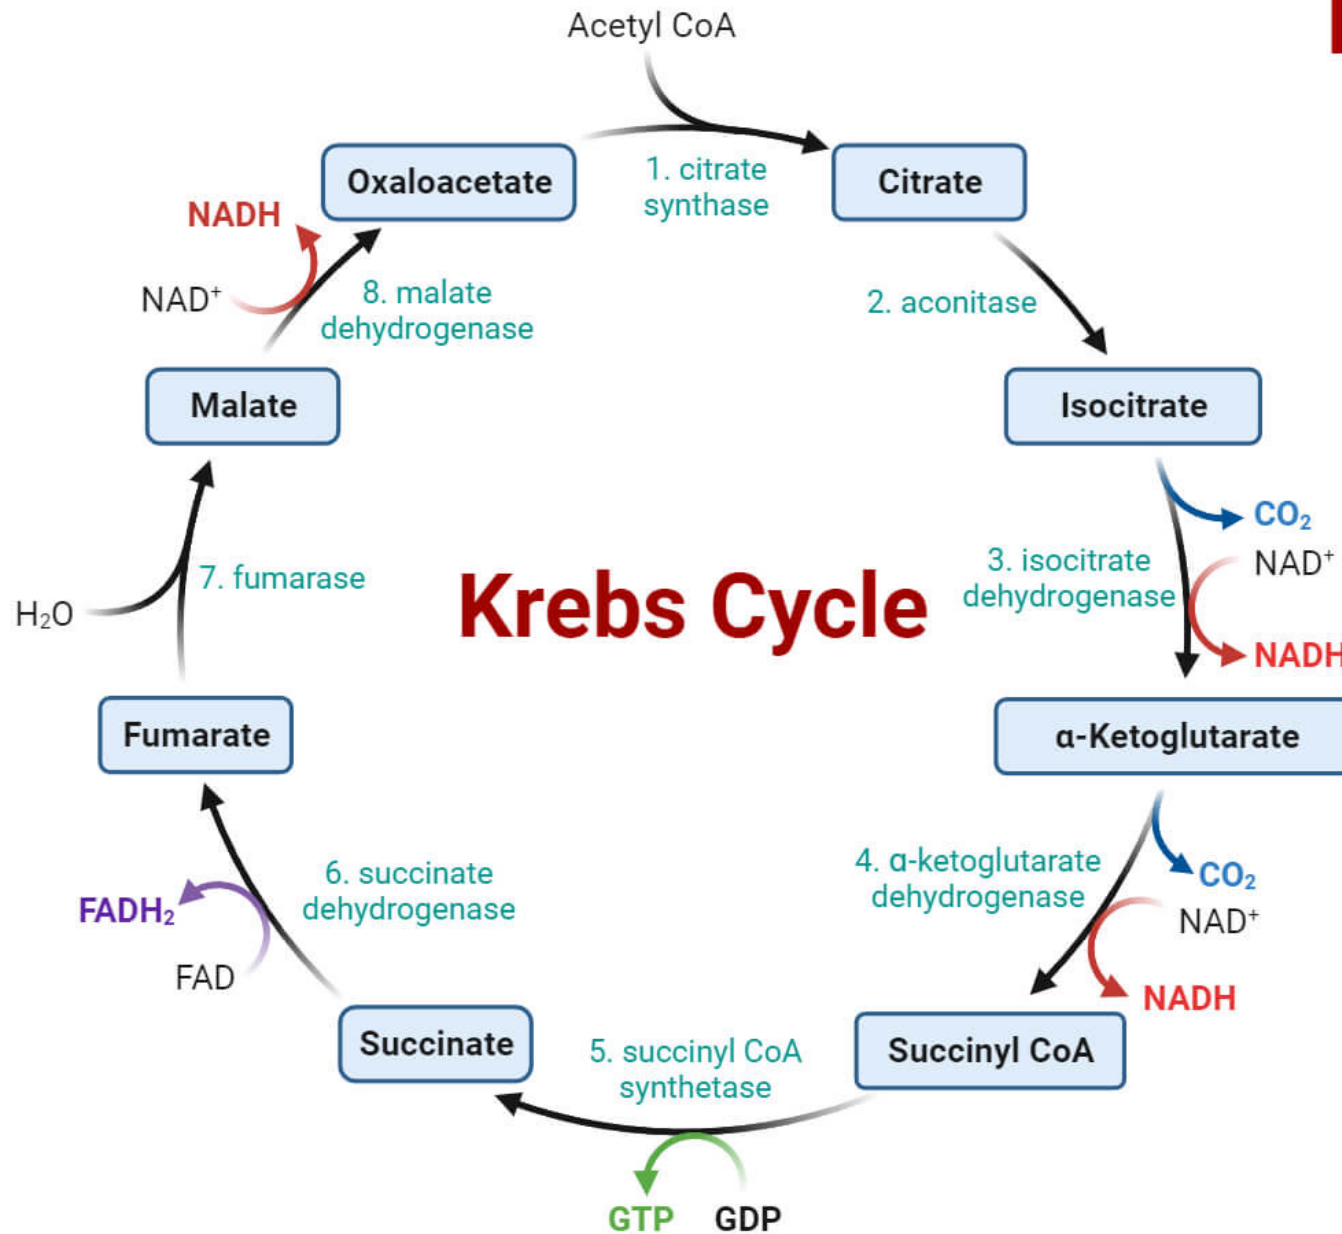 Acetyl CoA
Oxaloacetate
1. citrate
synthase
Citrate
2. aconitase
Isocitrate
CO₂
NAD⁺
NADH
3. isocitrate
dehydrogenase
α-Ketoglutarate
4. α-ketoglutarate
dehydrogenase
CO₂
NAD⁺
NADH
Succinyl CoA
5. succinyl CoA
synthetase
GTP
GDP
Succinate
6. succinate
dehydrogenase
FADH₂
FAD
Fumarate
7. fumarase
H₂O
Malate
8. malate
dehydrogenase
NADH
NAD⁺
Krebs Cycle